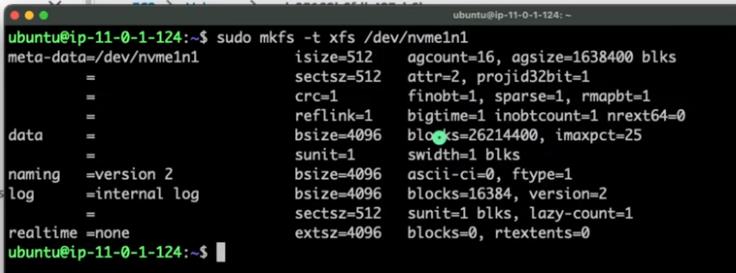 ubuntu@ip-11-0-1-124: ~
ubuntu@ip-11-0-1-124:~$ sudo mkfs -t xfs /dev/nvme1n1
meta-data=/dev/nvme1n1 isize=512 agcount=16, agsize=1638400 blks
= sectsz=512 attr=2, projid32bit=1
= crc=1 finobt=1, sparse=1, rmapbt=1
= reflink=1 bigtime=1 inobtcount=1 nrext64=0
data = bsize=4096 blocks=26214400, imaxpct=25
= sunit=1 swidth=1 blks
naming =version 2 bsize=4096 ascii-ci=0, ftype=1
log =internal log bsize=4096 blocks=16384, version=2
= sectsz=512 sunit=1 blks, lazy-count=1
realtime =none extsz=4096 blocks=0, rtextents=0
ubuntu@ip-11-0-1-124:~$